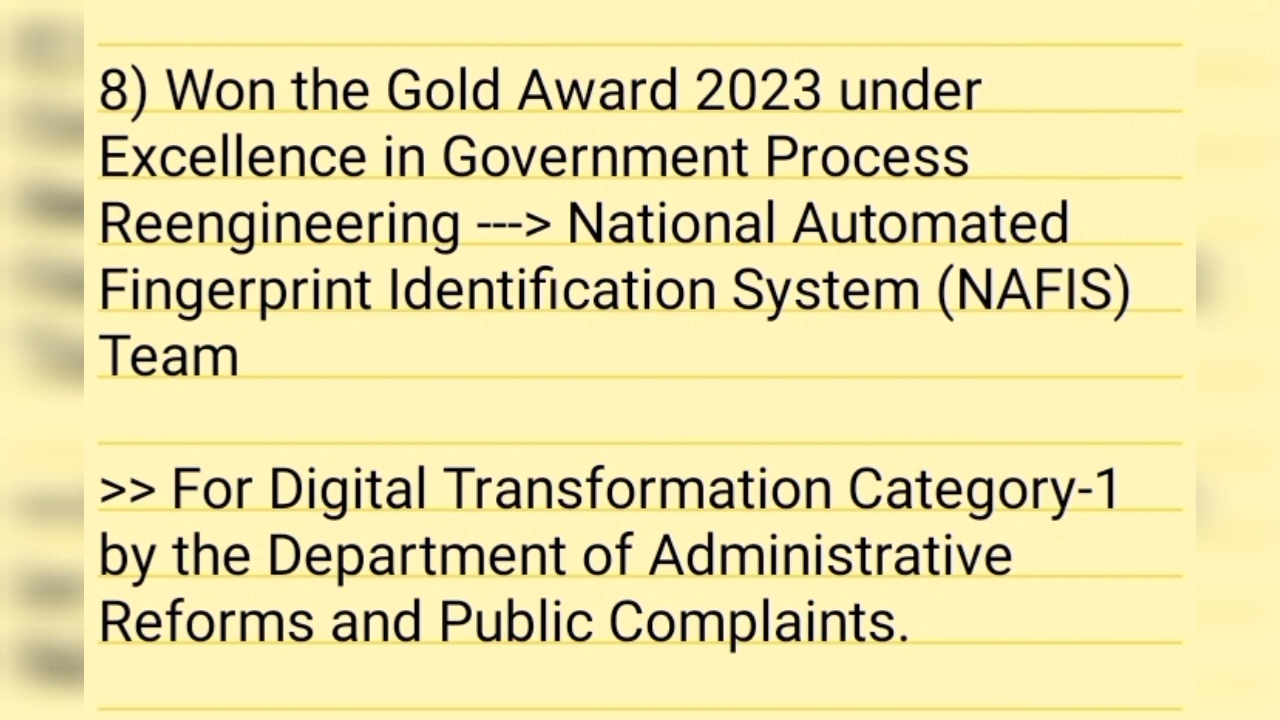 8) Won the Gold Award 2023 under
Excellence in Government Process
Reengineering ---> National Automated
Fingerprint Identification System (NAFIS)
Team
>> For Digital Transformation Category-1
by the Department of Administrative
Reforms and Public Complaints.